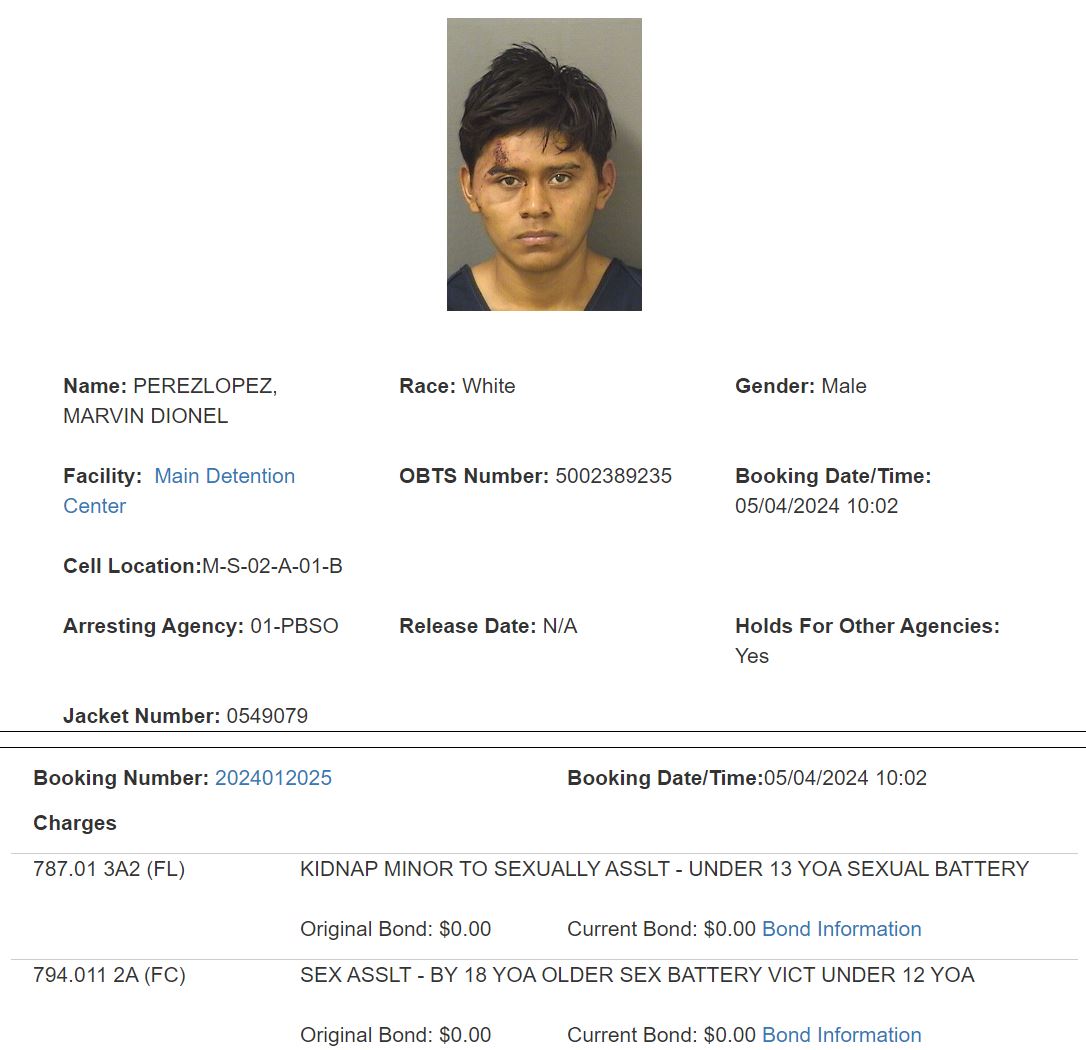 Name: PEREZLOPEZ, MARVIN DIONEL
Race: White
Gender: Male
Facility: Main Detention Center
OBTS Number: 5002389235
Booking Date/Time: 05/04/2024 10:02
Cell Location:M-S-02-A-01-B
Arresting Agency: 01-PBSO
Release Date: N/A
Holds For Other Agencies: Yes
Jacket Number: 0549079
Booking Number: 2024012025
Booking Date/Time:05/04/2024 10:02
Charges
787.01 3A2 (FL)
KIDNAP MINOR TO SEXUALLY ASSLT - UNDER 13 YOA SEXUAL BATTERY
Original Bond: $0.00
Current Bond: $0.00 Bond Information
794.011 2A (FC)
SEX ASSLT - BY 18 YOA OLDER SEX BATTERY VICT UNDER 12 YOA
Original Bond: $0.00
Current Bond: $0.00 Bond Information